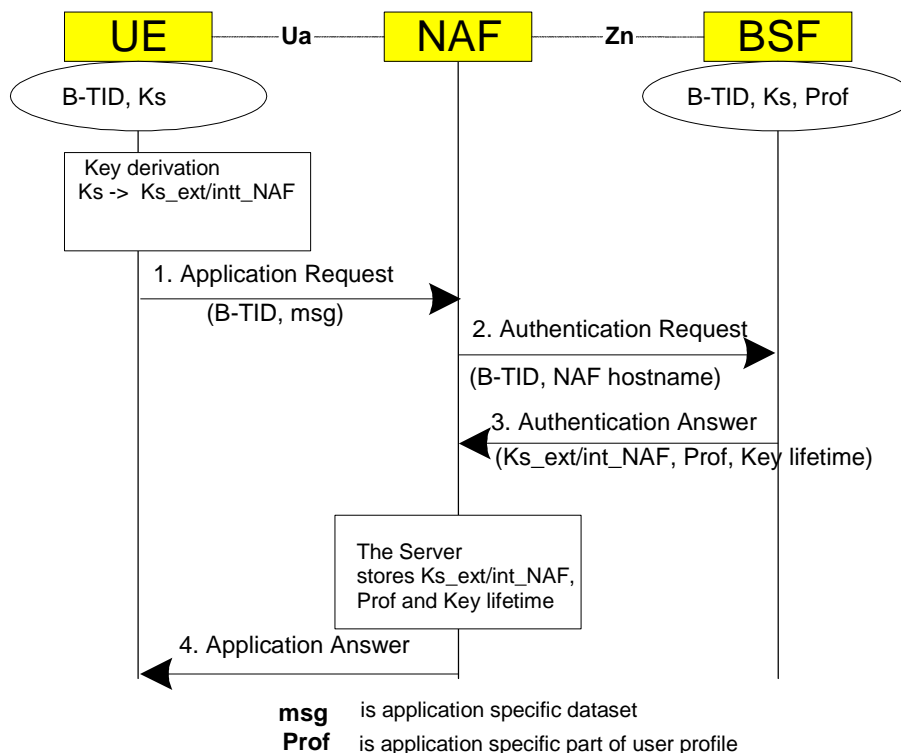 UE Ua NAF Zn BSF
B-TID, Ks
B-TID, Ks, Prof
Key derivation
Ks -> Ks_ext/intt_NAF
1. Application Request
(B-TID, msg)
2. Authentication Request
(B-TID, NAF hostname)
3. Authentication Answer
(Ks_ext/int_NAF, Prof, Key lifetime)
The Server
stores Ks_ext/int_NAF,
Prof and Key lifetime
4. Application Answer
msg is application specific dataset
Prof is application specific part of user profile